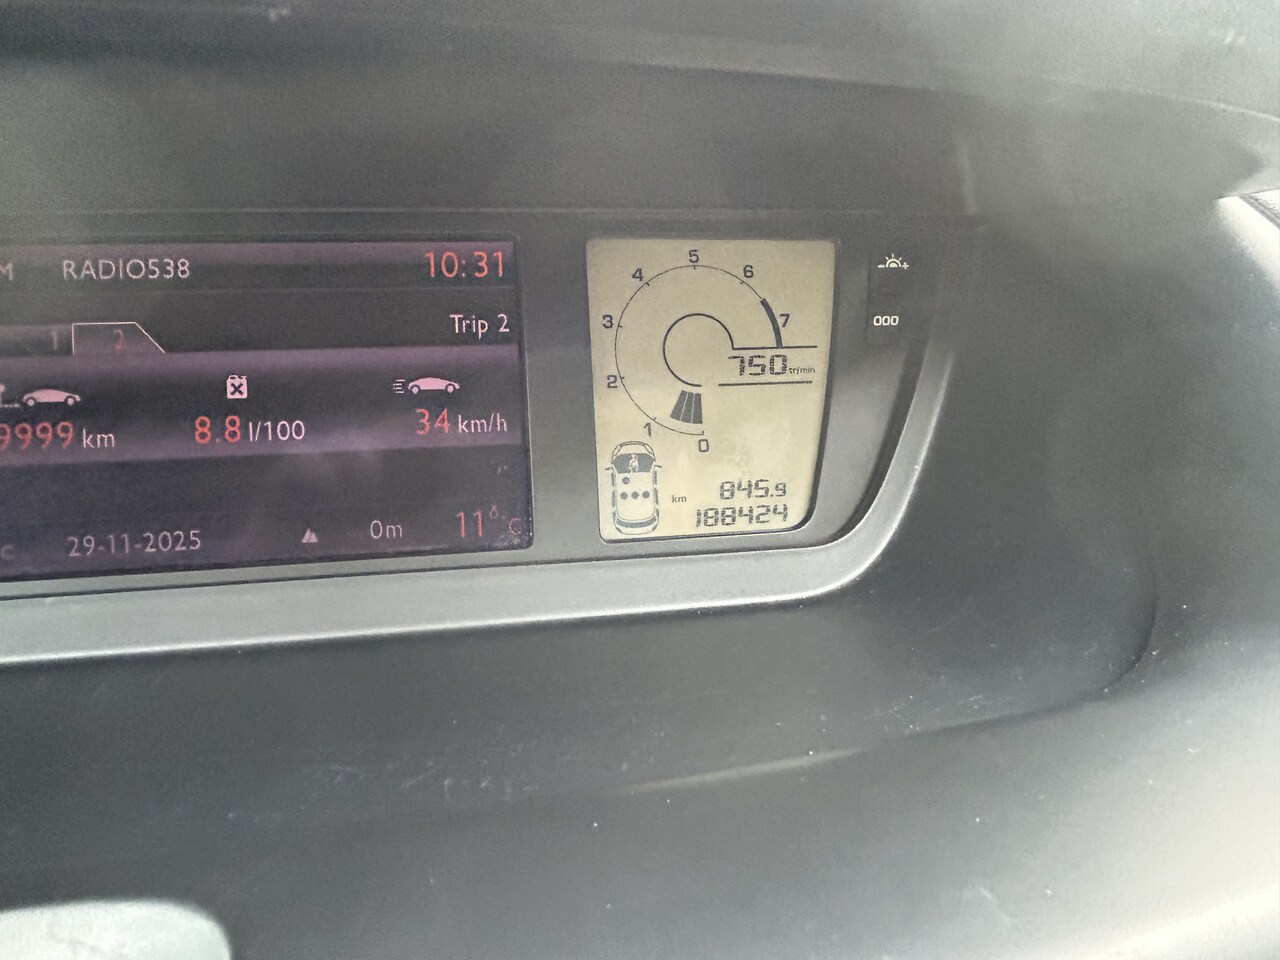 M RADIO538 10:31
1 2 Trip 2
9999 km 8.8 l/100 34 km/h
C 29-11-2025 0m 11°C
5
4 6
3 7
750 tr/min
2
1 0
km 845.9
188424
- +
000